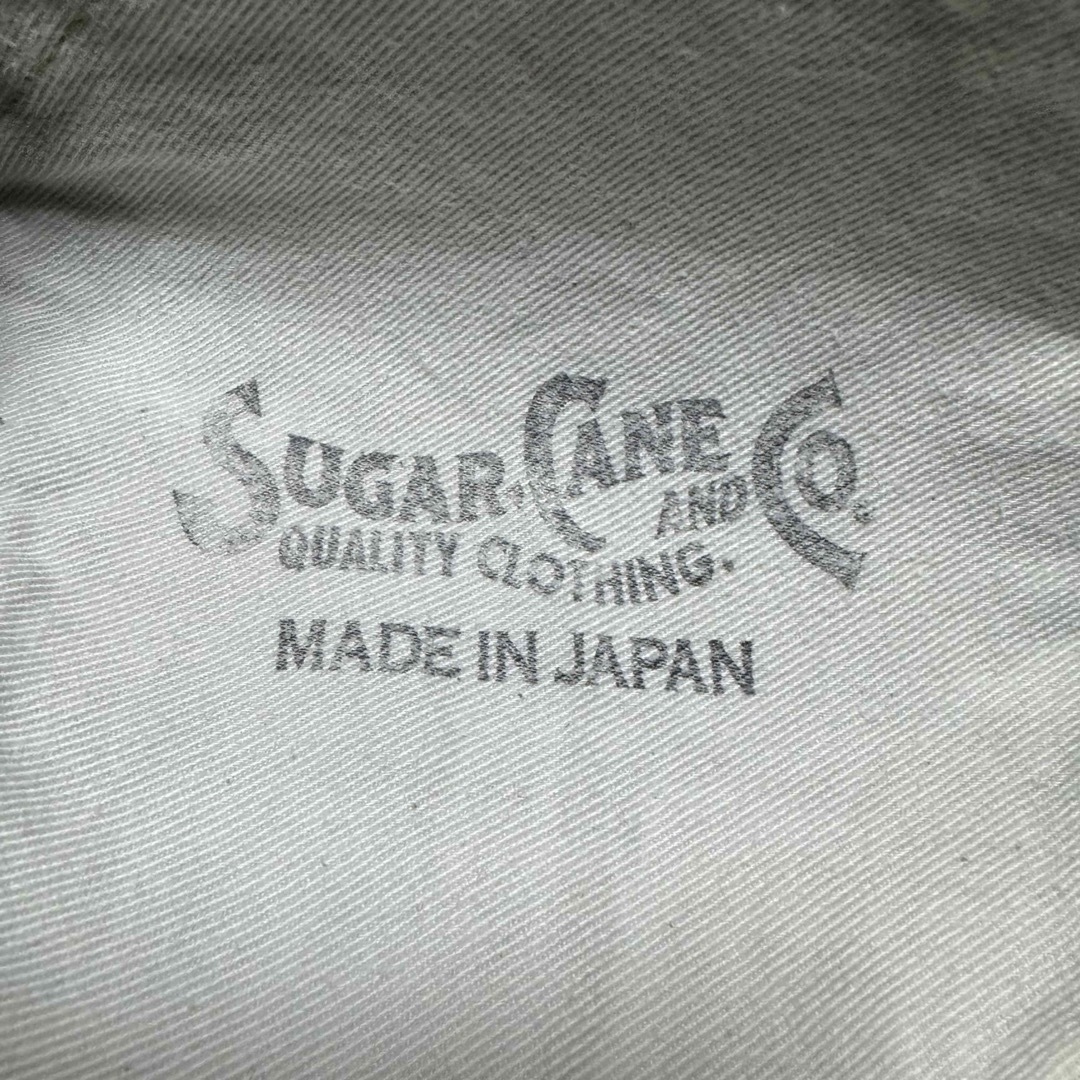 SUGAR.CANE AND CO.
QUALITY CLOTHING.
MADE IN JAPAN